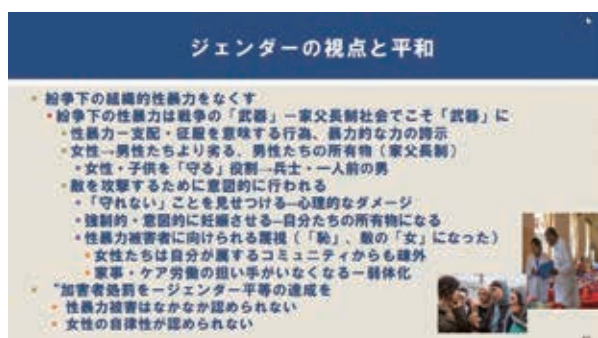 ジェンダーの視点と平和
紛争下の組織的性暴力をなくす
紛争下の性暴力は戦争の「武器」ー家父長制社会でこそ「武器」に
性暴力ー支配・征服を意味する行為、暴力的な力の誇示
女性→男性たちより劣る、男性たちの所有物（家父長制）
女性・子供を「守る」役割→兵士・一人前の男
敵を攻撃するために意図的に行われる
「守れない」ことを見せつける―心理的なダメージ
強制的・意図的に妊娠させる―自分たちの所有物になる
性暴力被害者に向けられる蔑視（「恥」、敵の「女」になった）
女性たちは自分が属するコミュニティからも疎外
家事・ケア労働の担い手がいなくなる―弱体化
"加害者処罰をージェンダー平等の達成を
性暴力被害はなかなか認められない
女性の自律性が認められない